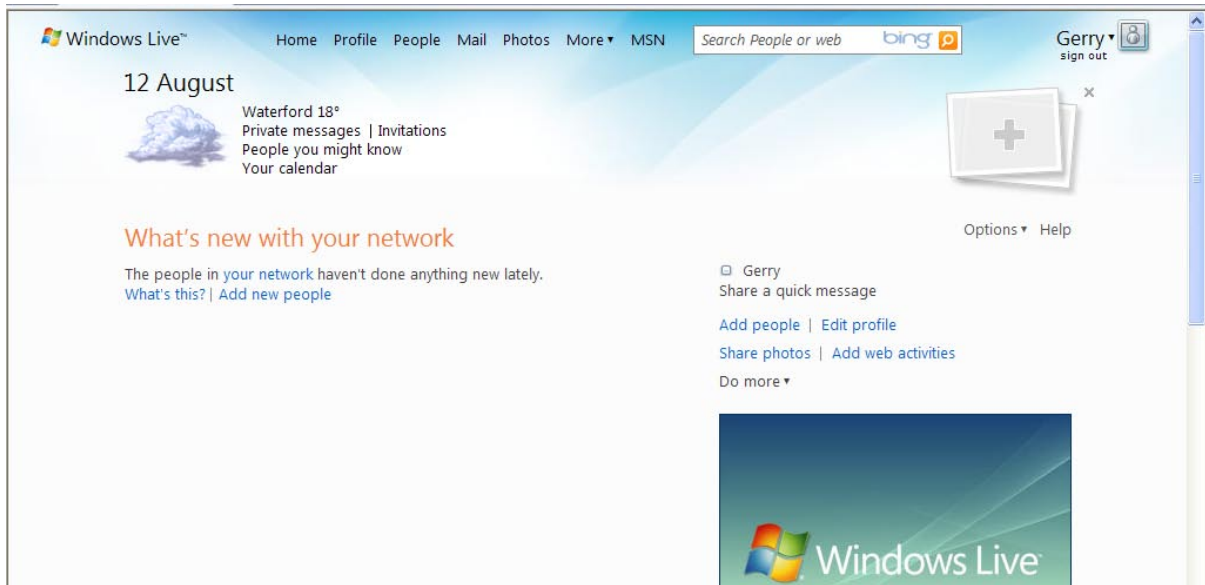 Windows Live™ Home Profile People Mail Photos More MSN Search People or web bing Gerry
sign out
12 August
Waterford 18°
Private messages | Invitations
People you might know
Your calendar
Options Help
What's new with your network
The people in your network haven't done anything new lately.
What's this? | Add new people
Gerry
Share a quick message
Add people | Edit profile
Share photos | Add web activities
Do more
Windows Live